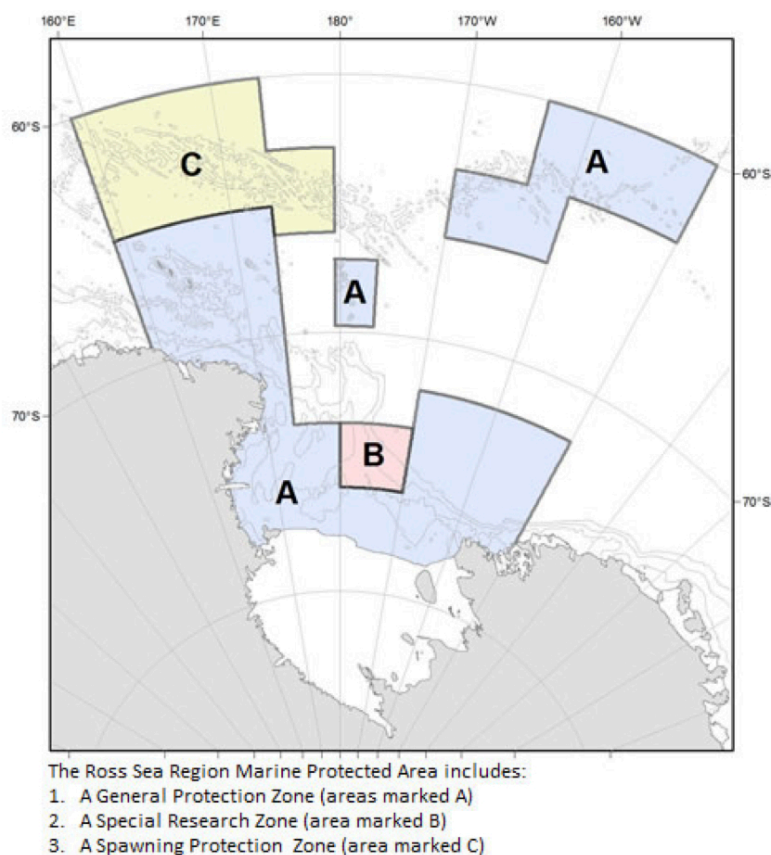 160°E 170°E 180° 170°W 160°W
60°S
60°S
C
A
A
70°S
B
A
70°S
The Ross Sea Region Marine Protected Area includes:
1. A General Protection Zone (areas marked A)
2. A Special Research Zone (area marked B)
3. A Spawning Protection Zone (area marked C)